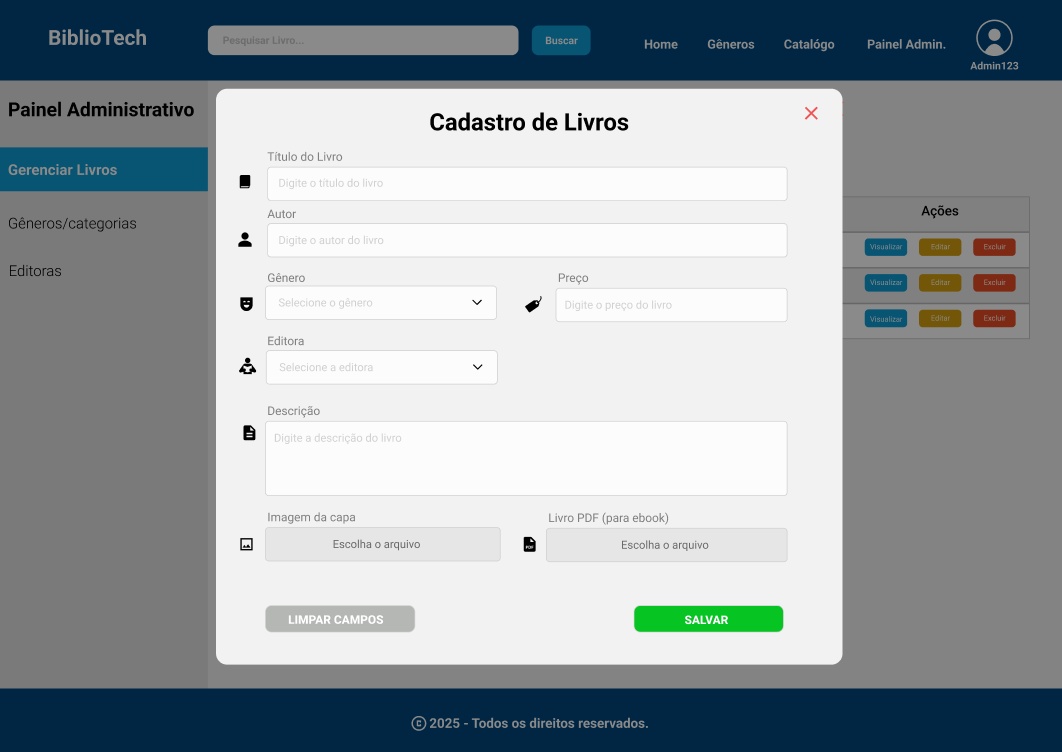 BiblioTech
Pesquisar Livro...
Buscar
Home
Gêneros
Catalógo
Painel Admin.
Admin123
Painel Administrativo
Gerenciar Livros
Gêneros/categorias
Editoras
Cadastro de Livros
Título do Livro
Digite o título do livro
Autor
Digite o autor do livro
Gênero
Selecione o gênero
Preço
Digite o preço do livro
Editora
Selecione a editora
Descrição
Digite a descrição do livro
Imagem da capa
Escolha o arquivo
Livro PDF (para ebook)
PDF
Escolha o arquivo
LIMPAR CAMPOS
SALVAR
Ações
Visualizar
Editar
Excluir
Visualizar
Editar
Excluir
Visualizar
Editar
Excluir
© 2025 - Todos os direitos reservados.